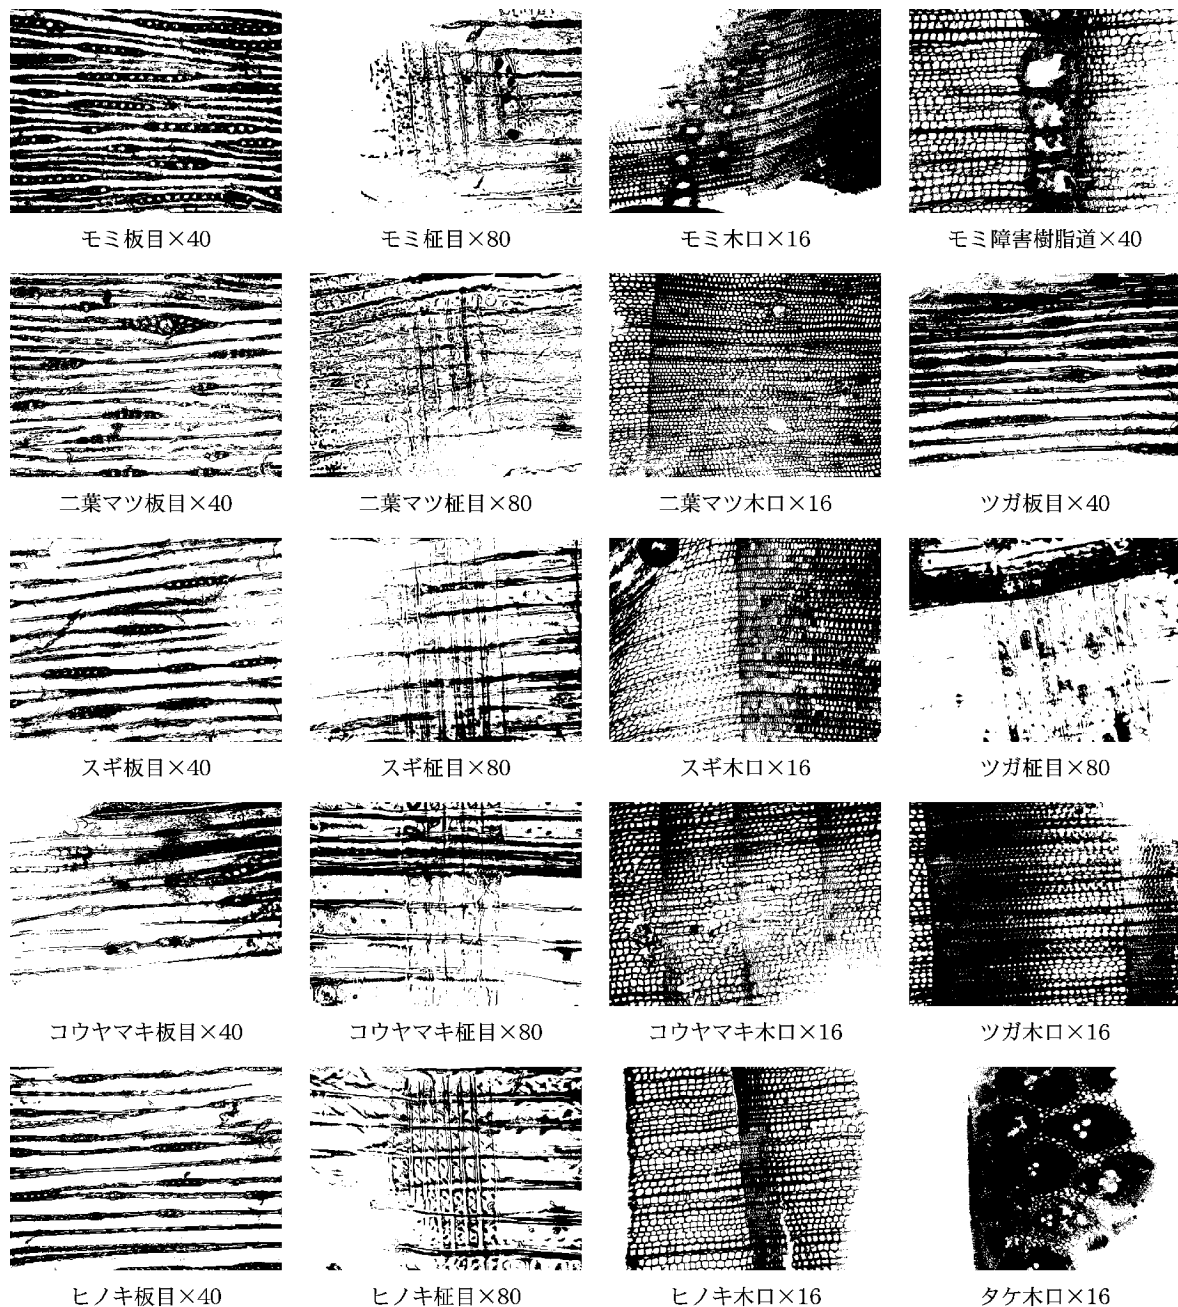 モミ板目×40
モミ柾目×80
モミ木口×16
モミ障害樹脂道×40
二葉マツ板目×40
二葉マツ柾目×80
二葉マツ木口×16
ツガ板目×40
スギ板目×40
スギ柾目×80
スギ木口×16
ツガ柾目×80
コウヤマキ板目×40
コウヤマキ柾目×80
コウヤマキ木口×16
ツガ木口×16
ヒノキ板目×40
ヒノキ柾目×80
ヒノキ木口×16
タケ木口×16